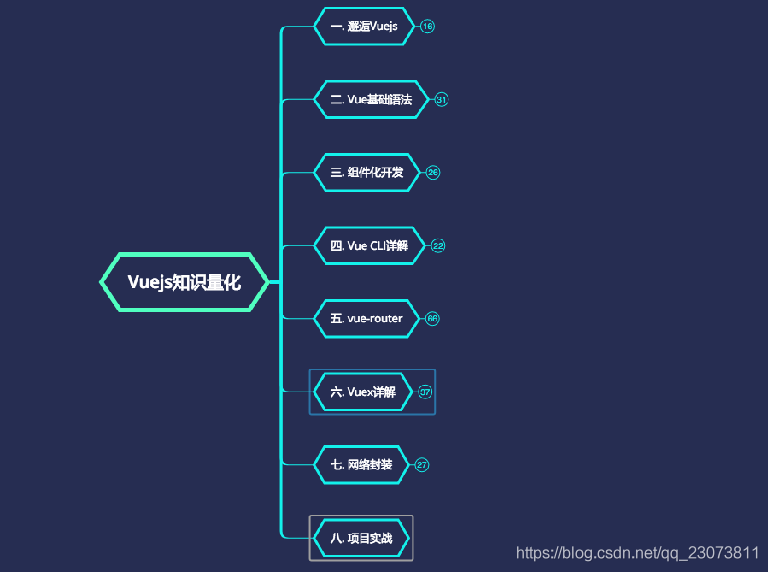 一. 邂逅Vuejs
16
二. Vue基础语法
31
三. 组件化开发
26
四. Vue CLI详解
22
Vuejs知识量化
五. vue-router
66
六. Vuex详解
37
七. 网络封装
27
八. 项目实战
https://blog.csdn.net/qq_23073811